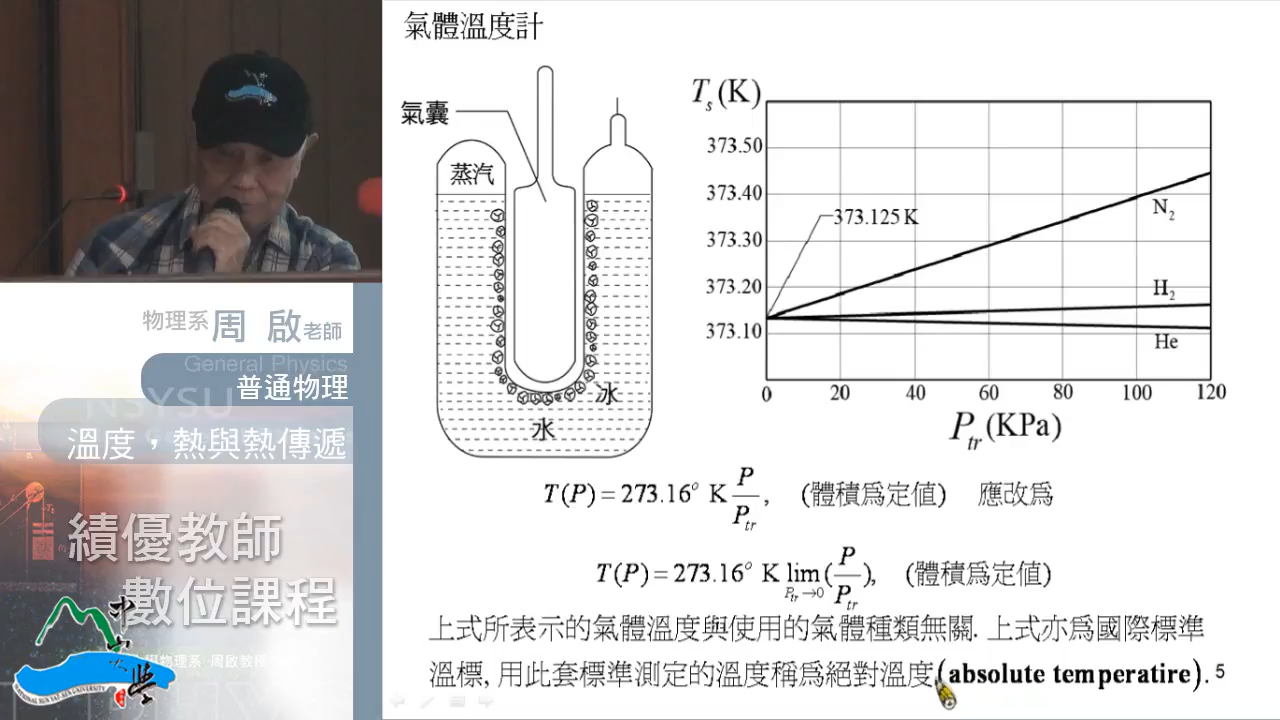 氣體溫度計
氣囊
蒸汽
冰
水
T_s (K)
373.50
373.40
373.30
373.20
373.10
373.125 K
N₂
H₂
He
0 20 40 60 80 100 120
P_tr (KPa)
T(P) = 273.16° K P/P_tr, (體積為定值) 應改為
T(P) = 273.16° K lim_{P_tr→0} (P/P_tr), (體積為定值)
上式所表示的氣體溫度與使用的氣體種類無關. 上式亦為國際標準
溫標, 用此套標準測定的溫度稱為絕對溫度(absolute temperatire). 5
物理系 周 啟 老師
General Physics
普通物理
NSYSU
溫度，熱與熱傳遞
績優教師
數位課程